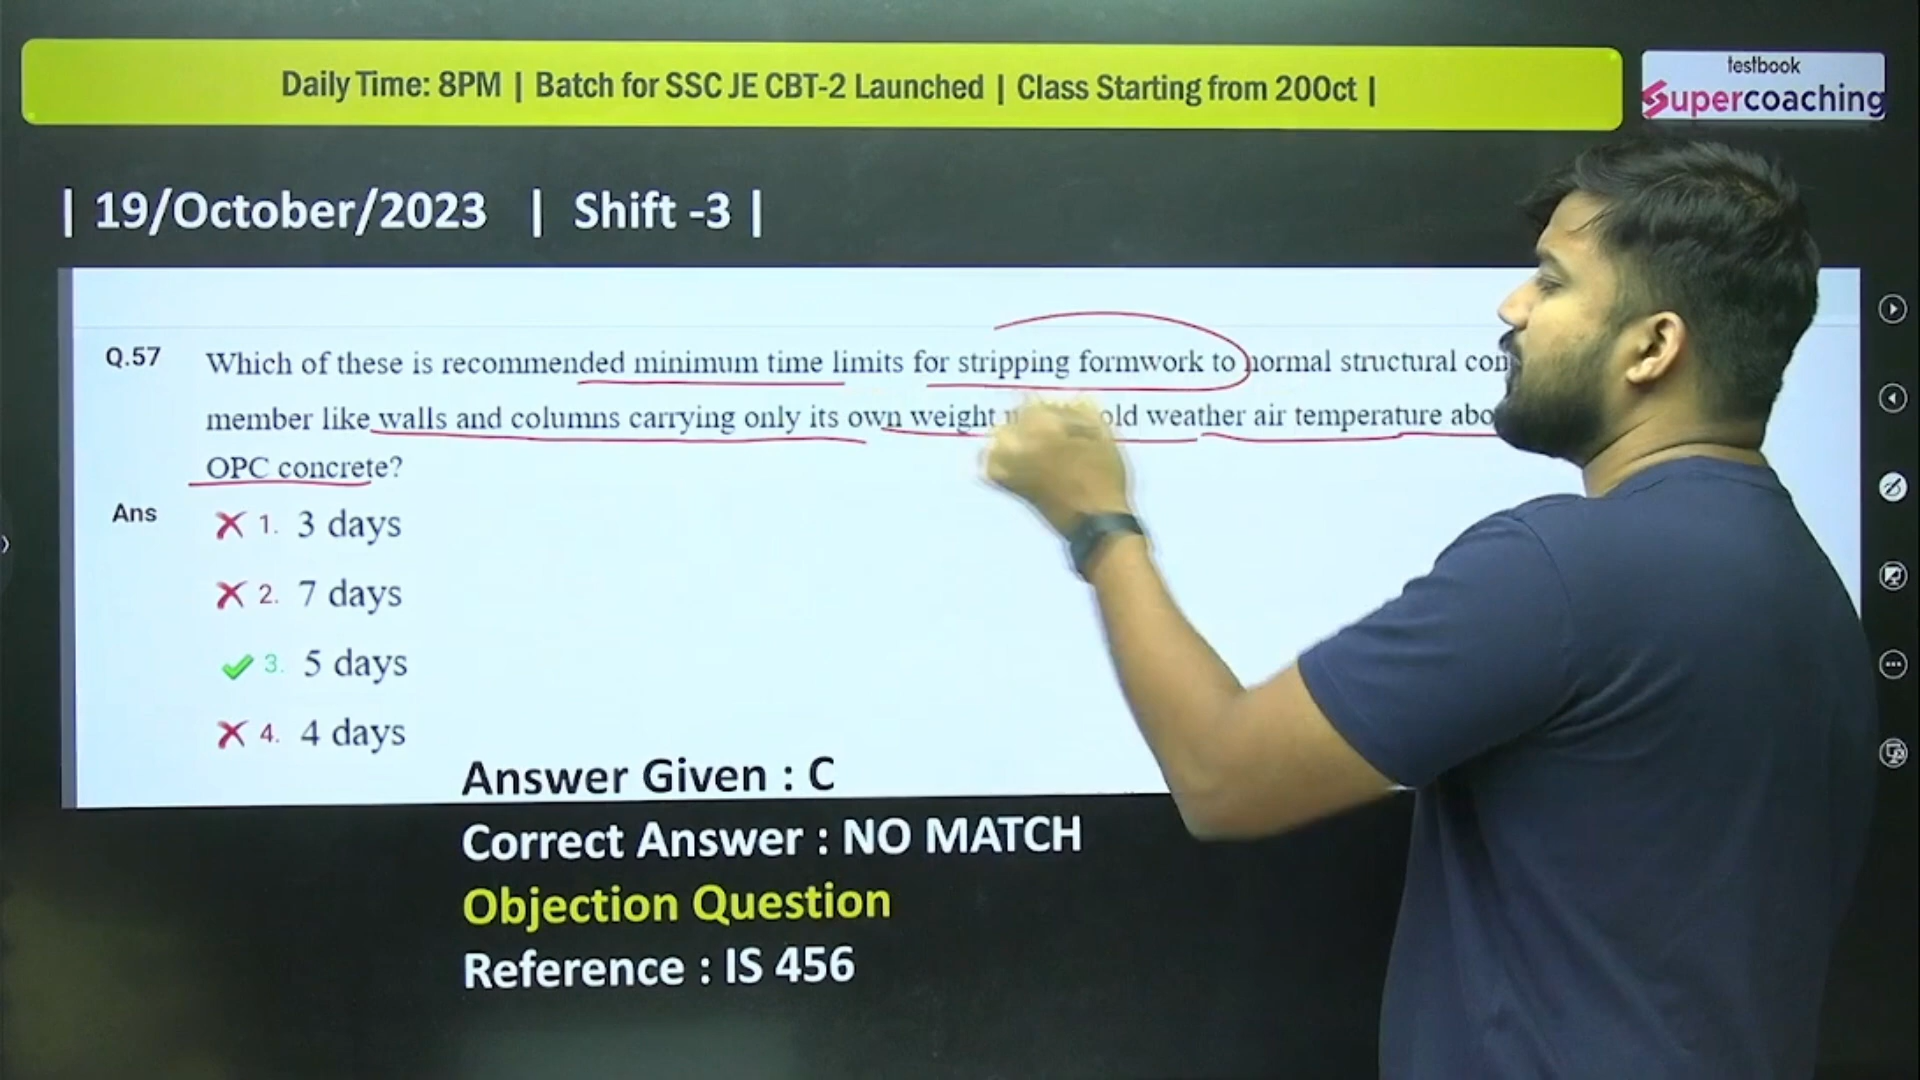 Daily Time: 8PM | Batch for SSC JE CBT-2 Launched | Class Starting from 20Oct |
testbook
Supercoaching
| 19/October/2023 | Shift -3 |
Q.57 Which of these is recommended minimum time limits for stripping formwork to normal structural con
member like walls and columns carrying only its own weight weather air temperature abo
OPC concrete?
Ans
1. 3 days
2. 7 days
3. 5 days
4. 4 days
Answer Given : C
Correct Answer : NO MATCH
Objection Question
Reference : IS 456